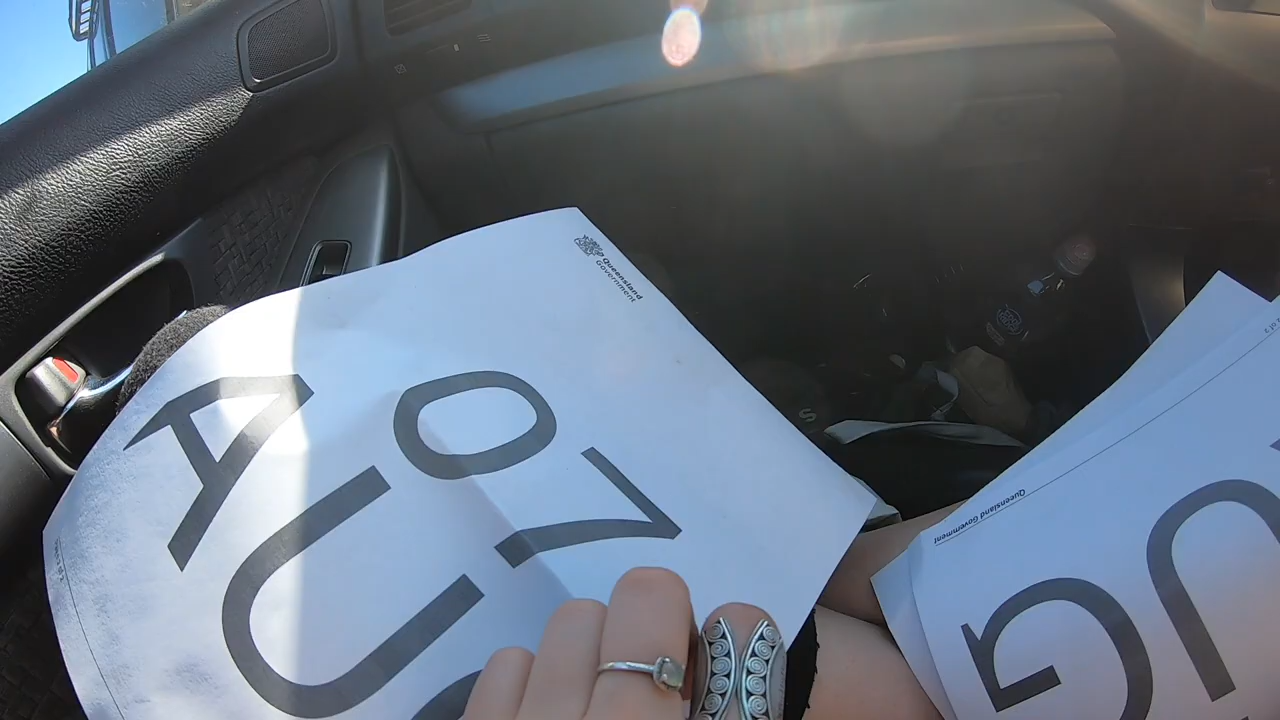 Queensland
Government
07
AU
UG
Queensland Government